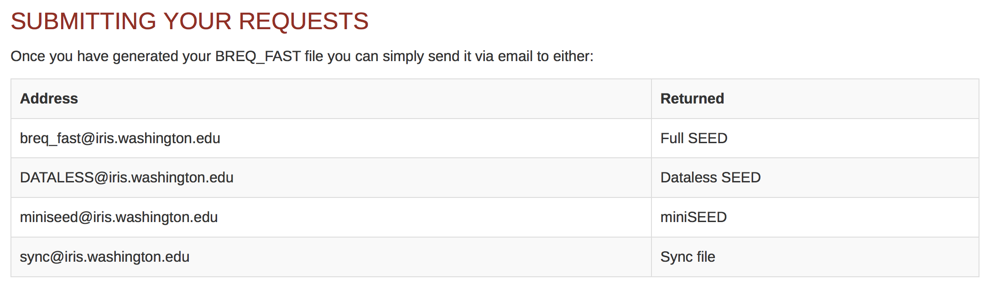 SUBMITTING YOUR REQUESTS
Once you have generated your BREQ_FAST file you can simply send it via email to either:
Address Returned
breq_fast@iris.washington.edu Full SEED
DATALESS@iris.washington.edu Dataless SEED
miniseed@iris.washington.edu miniSEED
sync@iris.washington.edu Sync file